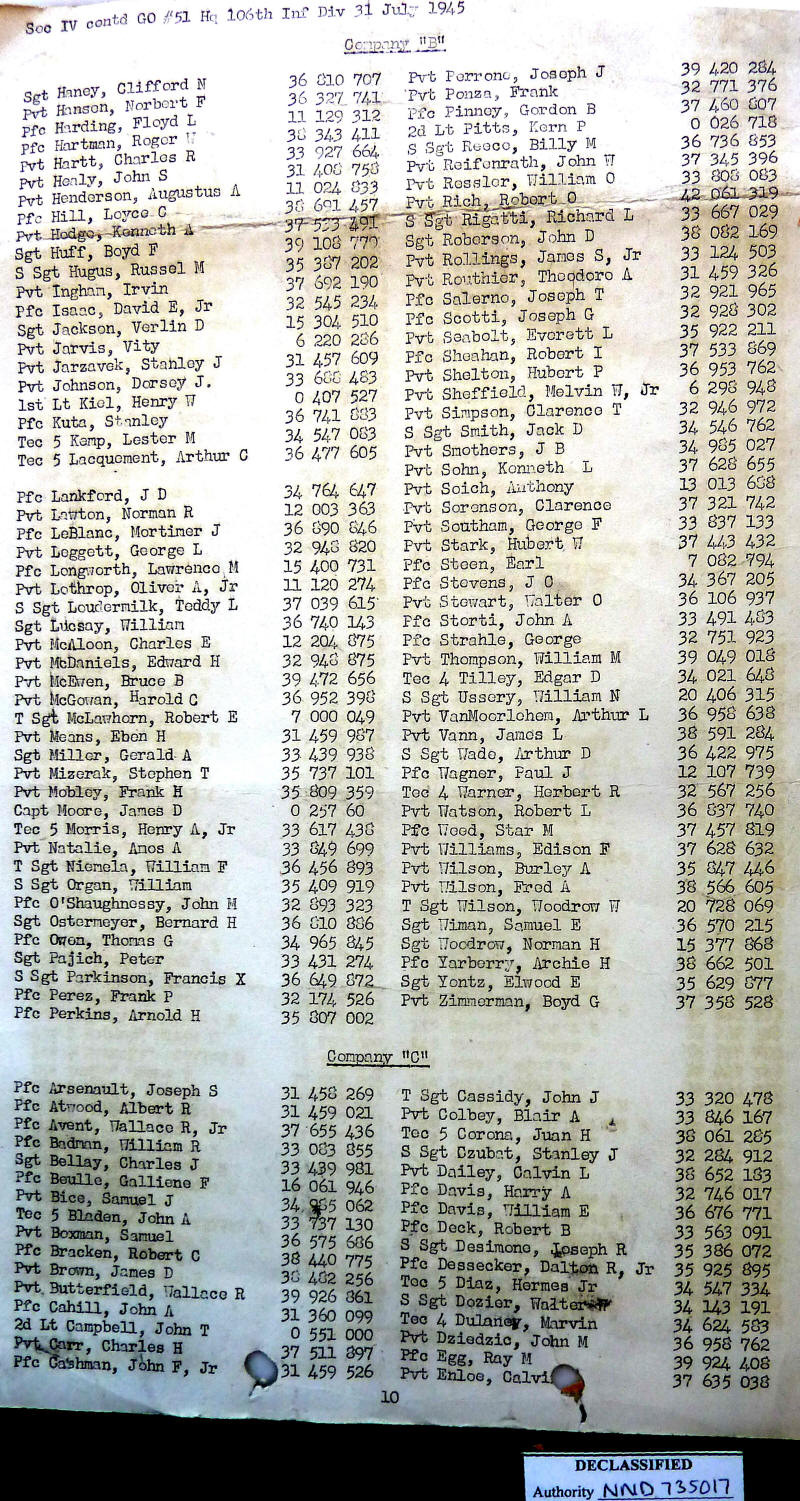 Sec IV contd GO #51 Hq 106th Inf Div 31 July 1945
Company "B"
Sgt Haney, Clifford N 36 810 707
Pvt Hanson, Norbert F 36 327 741
Pfc Harding, Floyd L 11 129 312
Pfc Hartman, Roger W 38 343 411
Pvt Hartt, Charles R 33 927 664
Pvt Healy, John S 31 408 758
Pvt Henderson, Augustus A 11 024 833
Pfc Hill, Loyce C 38 691 457
Pvt Hodge, Kenneth A 37 533 491
Sgt Huff, Boyd F 39 108 779
S Sgt Hugus, Russel M 35 387 202
Pvt Ingham, Irvin 37 692 190
Pfc Isaac, David E, Jr 32 545 234
Sgt Jackson, Verlin D 15 304 510
Pvt Jarvis, Vity 6 220 286
Pvt Jarzavek, Stanley J 31 457 609
Pvt Johnson, Dorsey J. 33 688 483
1st Lt Kiel, Henry W 0 407 527
Pfc Kuta, Stanley 36 741 883
Tec 5 Kemp, Lester M 34 547 083
Tec 5 Lacquement, Arthur C 36 477 605
Pfc Lankford, J D 34 764 647
Pvt Lawton, Norman R 12 003 363
Pfc LeBlanc, Mortimer J 36 890 846
Pvt Leggett, George L 32 948 820
Pfc Longworth, Lawrence M 15 400 731
Pvt Lothrop, Oliver A, Jr 11 120 274
S Sgt Loudermilk, Teddy L 37 039 615
Sgt Lucsay, William 36 740 143
Pvt McAloon, Charles E 12 204 875
Pvt McDaniels, Edward H 32 948 875
Pvt McEwen, Bruce B 39 472 656
Pvt McGowan, Harold C 36 952 398
T Sgt McLawhorn, Robert E 7 000 049
Pvt Means, Eben H 31 459 987
Sgt Miller, Gerald A 33 439 938
Pvt Mizerak, Stephen T 35 737 101
Pvt Mobley, Frank H 35 809 359
Capt Moore, James D 0 257 60
Tec 5 Morris, Henry A, Jr 33 617 438
Pvt Natalie, Amos A 33 849 699
T Sgt Niemela, William F 36 456 893
S Sgt Organ, William 35 409 919
Pfc O'Shaughnessy, John M 32 893 323
Sgt Ostermeyer, Bernard H 36 810 886
Pfc Owen, Thomas G 34 965 845
Sgt Pajich, Peter 33 431 274
S Sgt Parkinson, Francis X 36 649 872
Pfc Perez, Frank P 32 174 526
Pfc Perkins, Arnold H 35 807 002
Pvt Perrone, Joseph J 39 420 284
Pvt Ponza, Frank 32 771 376
Pfc Pinney, Gordon B 37 460 807
2d Lt Pitts, Kern P 0 026 718
S Sgt Reece, Billy M 36 736 853
Pvt Reifenrath, John W 37 345 396
Pvt Ressler, William O 33 808 083
Pvt Rich, Robert O 42 061 319
S Sgt Rigatti, Richard L 33 667 029
Sgt Roberson, John D 38 082 169
Pvt Rollings, James S, Jr 33 124 503
Pvt Routhier, Theodore A 31 459 326
Pfc Salerno, Joseph T 32 921 965
Pfc Scotti, Joseph G 32 928 302
Pvt Seabolt, Everett L 35 922 211
Pfc Sheahan, Robert I 37 533 869
Pvt Shelton, Hubert P 36 953 762
Pvt Sheffield, Melvin W, Jr 6 298 948
Pvt Simpson, Clarence T 32 946 972
S Sgt Smith, Jack D 34 546 762
Pvt Smothers, J B 34 985 027
Pvt Sohn, Kenneth L 37 628 655
Pvt Soich, Anthony 13 013 688
Pvt Sorenson, Clarence 37 321 742
Pvt Southam, George F 33 837 133
Pvt Stark, Hubert W 37 443 432
Pfc Steen, Earl 7 082 794
Pfc Stevens, J C 34 367 205
Pvt Stewart, Walter O 36 106 937
Pfc Storti, John A 33 491 483
Pfc Strahle, George 32 751 923
Pvt Thompson, William M 39 049 018
Tec 4 Tilley, Edgar D 34 021 648
S Sgt Ussery, William N 20 406 315
Pvt VanMoorlehem, Arthur L 36 958 638
Pvt Vann, James L 38 591 284
S Sgt Wade, Arthur D 36 422 975
Pfc Wagner, Paul J 12 107 739
Tec 4 Warner, Herbert R 32 567 256
Pvt Watson, Robert L 36 837 740
Pfc Weed, Star M 37 457 819
Pvt Williams, Edison F 37 628 632
Pvt Wilson, Burley A 35 847 446
Pvt Wilson, Fred A 38 566 605
T Sgt Wilson, Woodrow W 20 728 069
Sgt Wiman, Samuel E 36 570 215
Sgt Woodrow, Norman H 15 377 868
Pfc Yarberry, Archie H 38 662 501
Sgt Yontz, Elwood E 35 629 877
Pvt Zimmerman, Boyd G 37 358 528
Company "C"
Pfc Arsenault, Joseph S 31 458 269
Pfc Atwood, Albert R 31 459 021
Pfc Avent, Wallace R, Jr 37 655 436
Pfc Badman, William R 33 083 855
Sgt Bellay, Charles J 33 439 981
Pfc Beulle, Galliene F 16 061 946
Pvt Bice, Samuel J 34 985 062
Tec 5 Bladen, John A 33 737 130
Pvt Boxman, Samuel 36 575 686
Pfc Bracken, Robert C 38 440 775
Pvt Brown, James D 38 482 256
Pvt Butterfield, Wallace R 39 926 861
Pfc Cahill, John A 31 360 099
2d Lt Campbell, John T 0 551 000
Pvt Carr, Charles H 37 511 897
Pfc Cashman, John F, Jr 31 459 526
T Sgt Cassidy, John J 33 320 478
Pvt Colbey, Blair A 33 846 167
Tec 5 Corona, Juan H 38 061 285
S Sgt Czubat, Stanley J 32 284 912
Pvt Dailey, Calvin L 38 652 183
Pfc Davis, Harry A 32 746 017
Pfc Davis, William E 36 676 771
Pfc Deck, Robert B 33 563 091
S Sgt Desimone, Joseph R 35 386 072
Pfc Dessecker, Dalton R, Jr 35 925 895
Tec 5 Diaz, Hermes Jr 34 547 334
S Sgt Dozier, Walter 34 143 191
Tec 4 Dulaney, Marvin 34 624 583
Pvt Dziedzic, John M 36 958 762
Pfc Egg, Ray M 39 924 408
Pvt Enloe, Calvi 37 635 038
10
DECLASSIFIED
Authority NND 735017